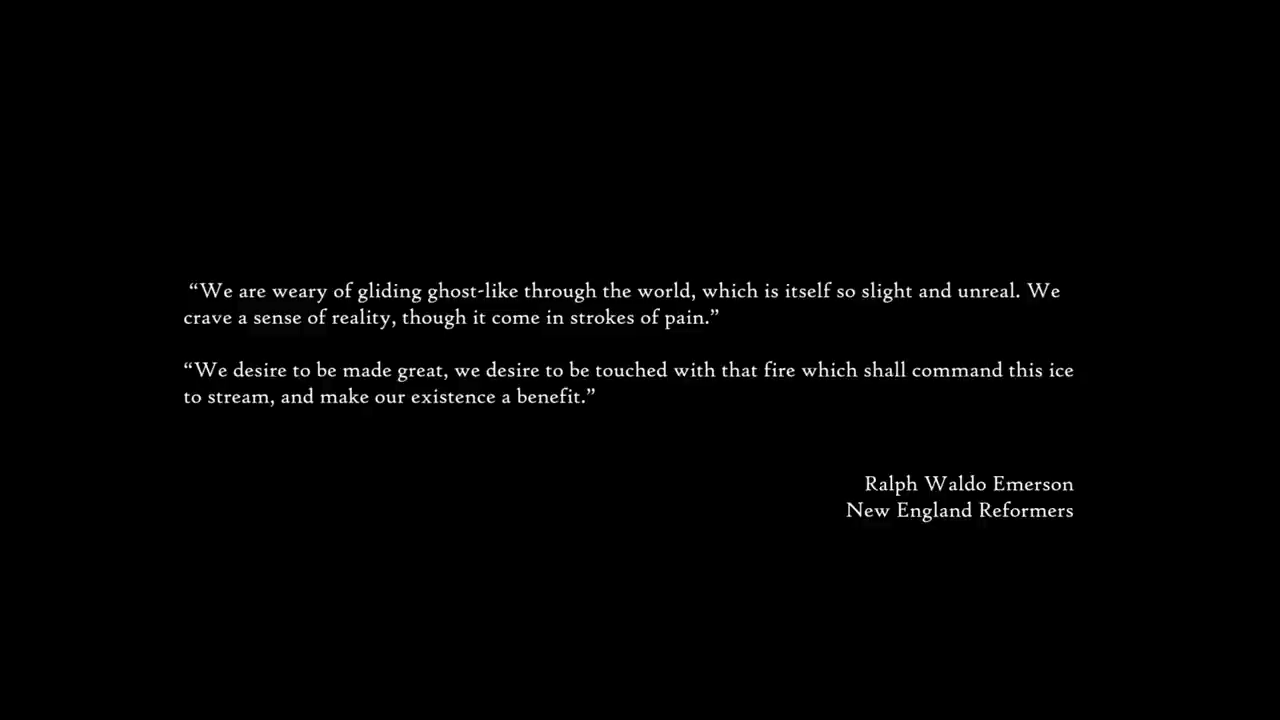 “We are weary of gliding ghost-like through the world, which is itself so slight and unreal. We
crave a sense of reality, though it come in strokes of pain.”
“We desire to be made great, we desire to be touched with that fire which shall command this ice
to stream, and make our existence a benefit.”
Ralph Waldo Emerson
New England Reformers